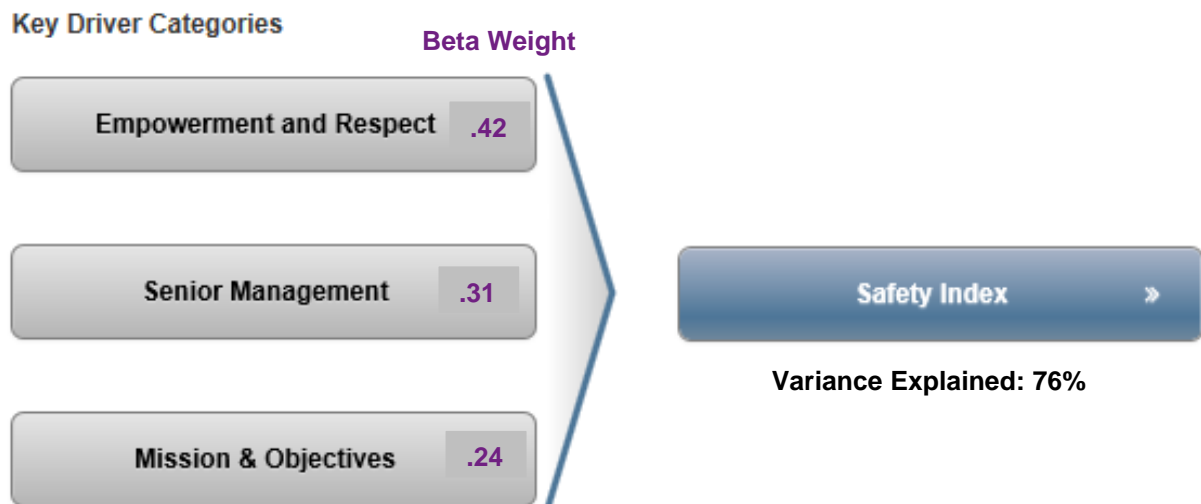 Key Driver Categories
Beta Weight
Empowerment and Respect .42
Senior Management .31
Safety Index »
Variance Explained: 76%
Mission & Objectives .24